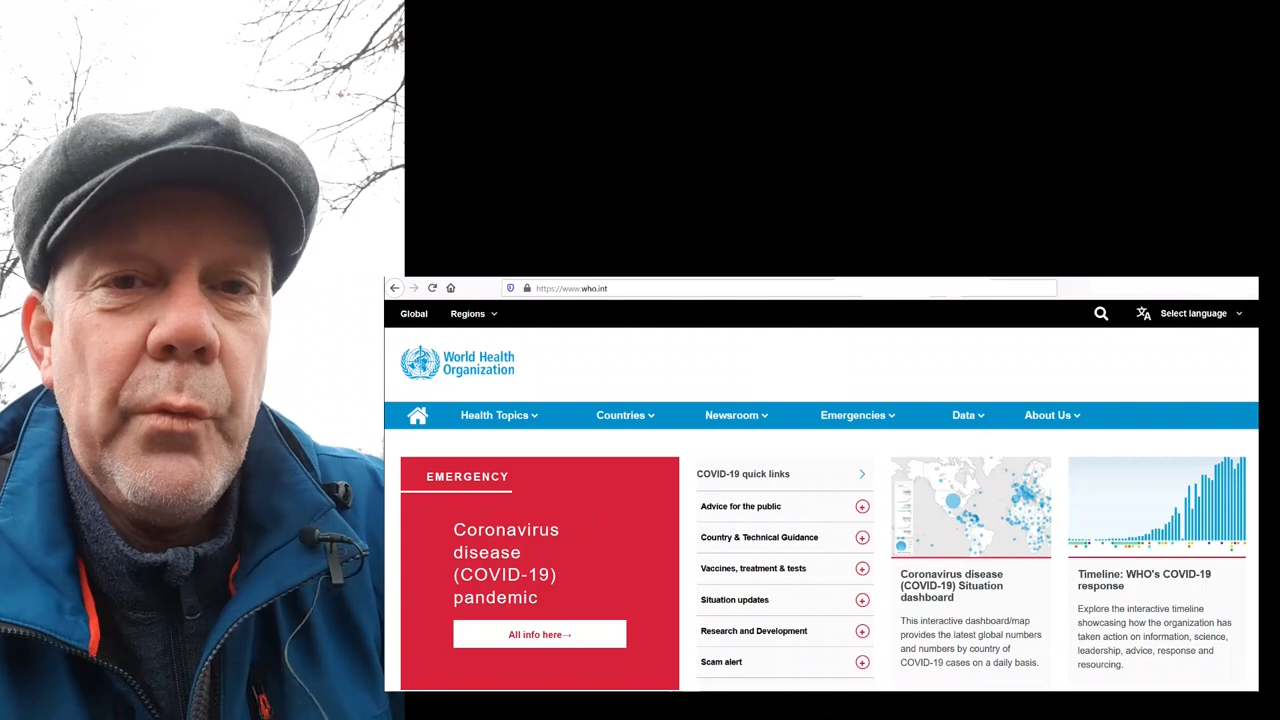 https://www.who.int
Global
Regions
Select language
World Health
Organization
Health Topics
Countries
Newsroom
Emergencies
Data
About Us
EMERGENCY
Coronavirus
disease
(COVID-19)
pandemic
All info here→
COVID-19 quick links
Advice for the public
Country & Technical Guidance
Vaccines, treatment & tests
Situation updates
Research and Development
Scam alert
Coronavirus disease
(COVID-19) Situation
dashboard
This interactive dashboard/map
provides the latest global numbers
and numbers by country of
COVID-19 cases on a daily basis.
Timeline: WHO's COVID-19
response
Explore the interactive timeline
showcasing how the organization has
taken action on information, science,
leadership, advice, response and
resourcing.